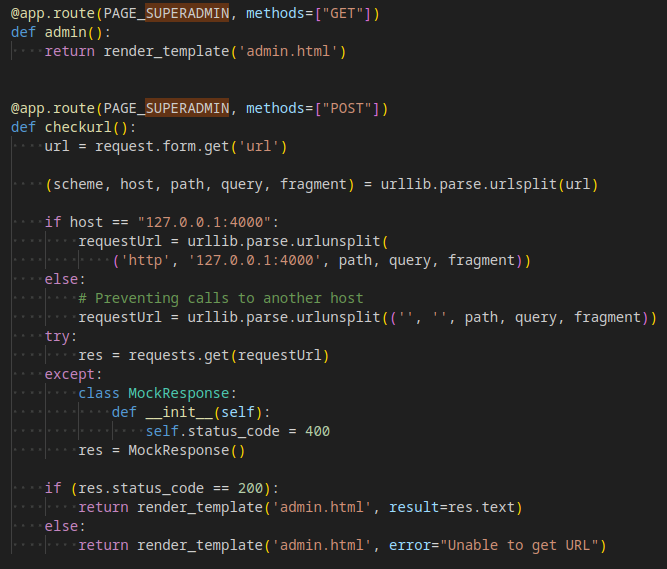 @app.route(PAGE_SUPERADMIN, methods=["GET"])
def admin():
    return render_template('admin.html')


@app.route(PAGE_SUPERADMIN, methods=["POST"])
def checkurl():
    url = request.form.get('url')

    (scheme, host, path, query, fragment) = urllib.parse.urlsplit(url)

    if host == "127.0.0.1:4000":
        requestUrl = urllib.parse.urlunsplit(
            ('http', '127.0.0.1:4000', path, query, fragment))
    else:
        # Preventing calls to another host
        requestUrl = urllib.parse.urlunsplit(('', '', path, query, fragment))
    try:
        res = requests.get(requestUrl)
    except:
        class MockResponse:
            def __init__(self):
                self.status_code = 400
        res = MockResponse()

    if (res.status_code == 200):
        return render_template('admin.html', result=res.text)
    else:
        return render_template('admin.html', error="Unable to get URL")